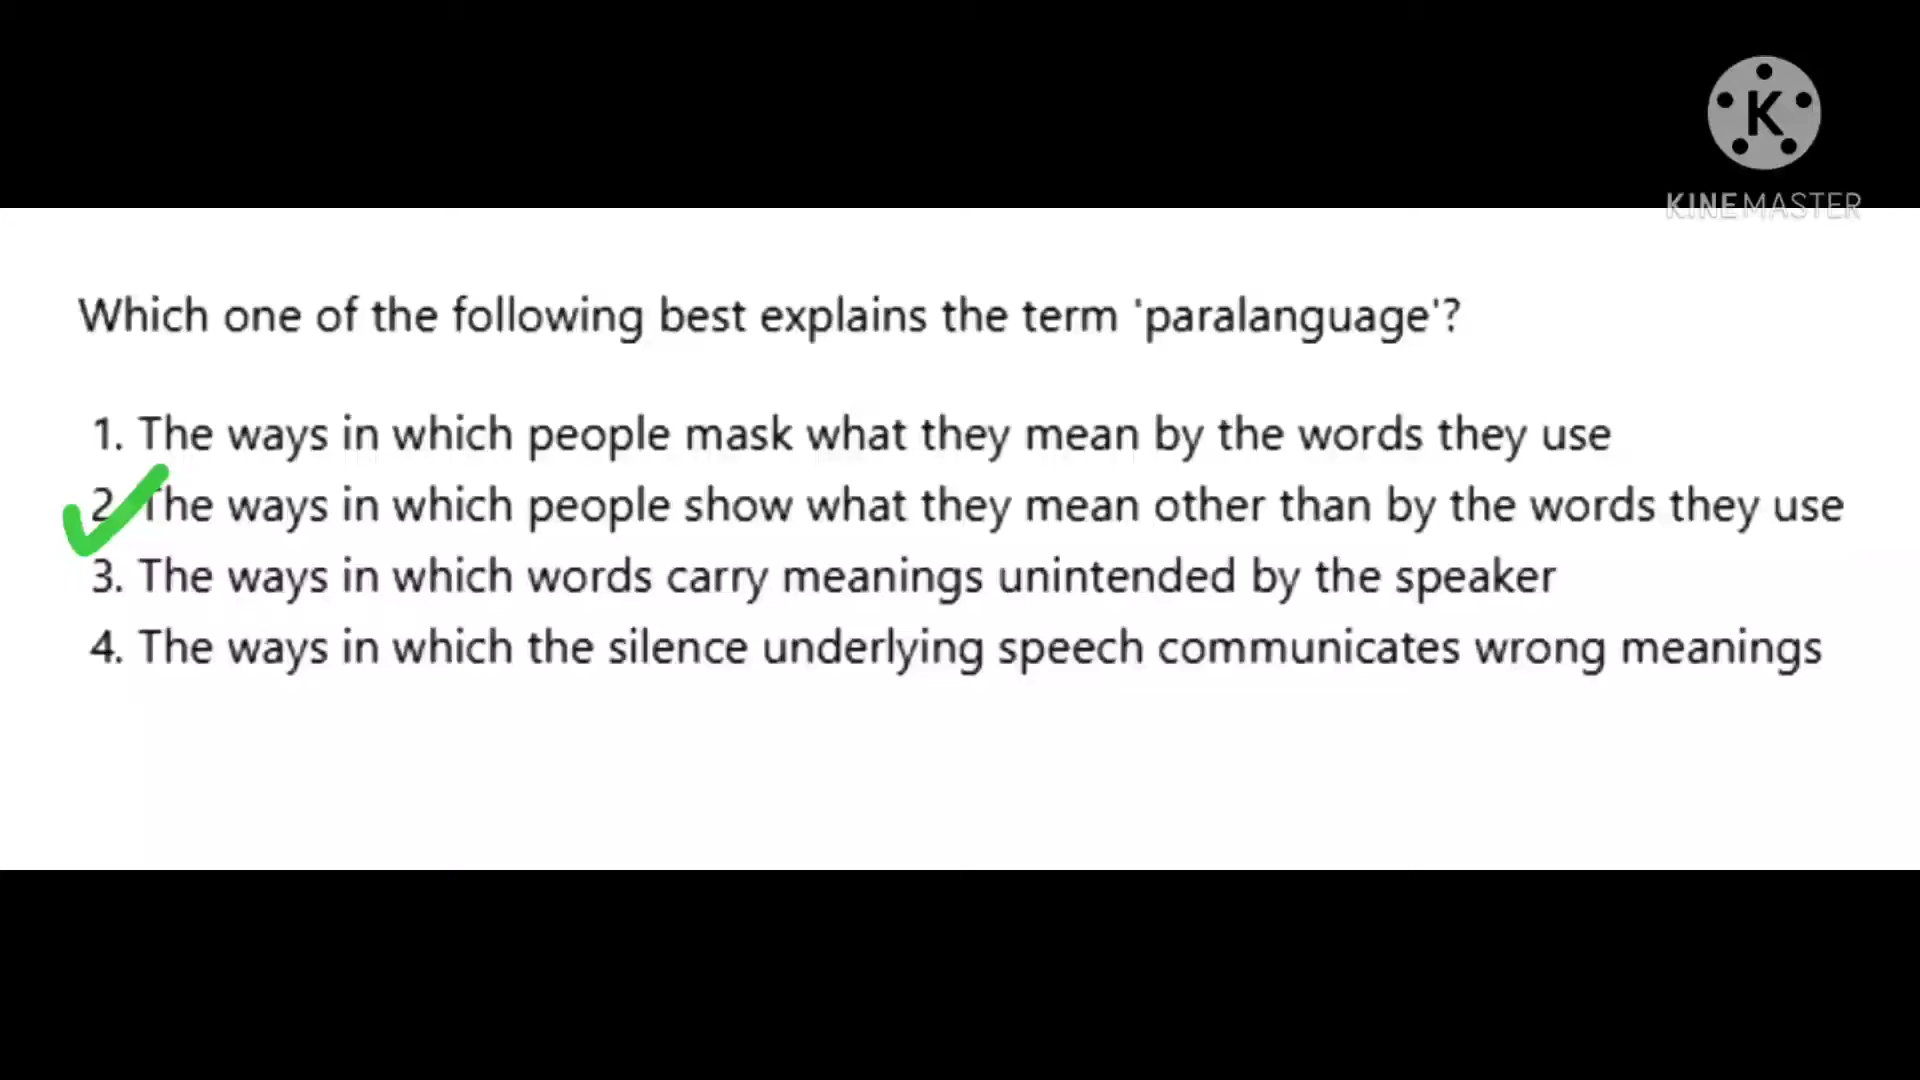 K
KINEMASTER
Which one of the following best explains the term 'paralanguage'?
1. The ways in which people mask what they mean by the words they use
2. The ways in which people show what they mean other than by the words they use
3. The ways in which words carry meanings unintended by the speaker
4. The ways in which the silence underlying speech communicates wrong meanings